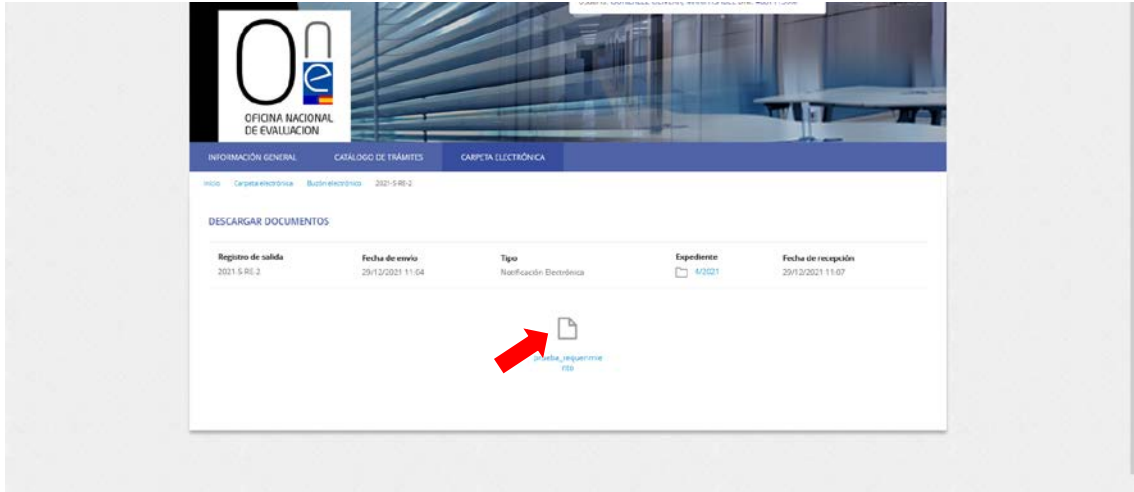 OFICINA NACIONAL
DE EVALUACION
INFORMACIÓN GENERAL CATÁLOGO DE TRÁMITES CARPETA ELECTRÓNICA
Inicio Carpeta electrónica Buzón electrónico 2021-S-RE-2
DESCARGAR DOCUMENTOS
Registro de salida Fecha de envío Tipo Expediente Fecha de recepción
2021-S-RE-2 29/12/2021 11:04 Notificación Electrónica 4/2021 29/12/2021 11:07
prueba_requerimie
nto